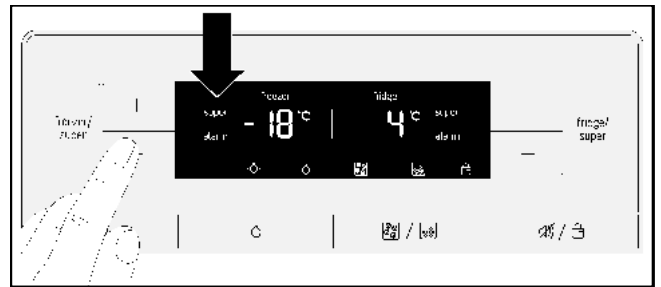 freezer
fridge
super
-18 °C
4 °C
super
alarm
alarm
freezer/
super
fridge/
super
/
/